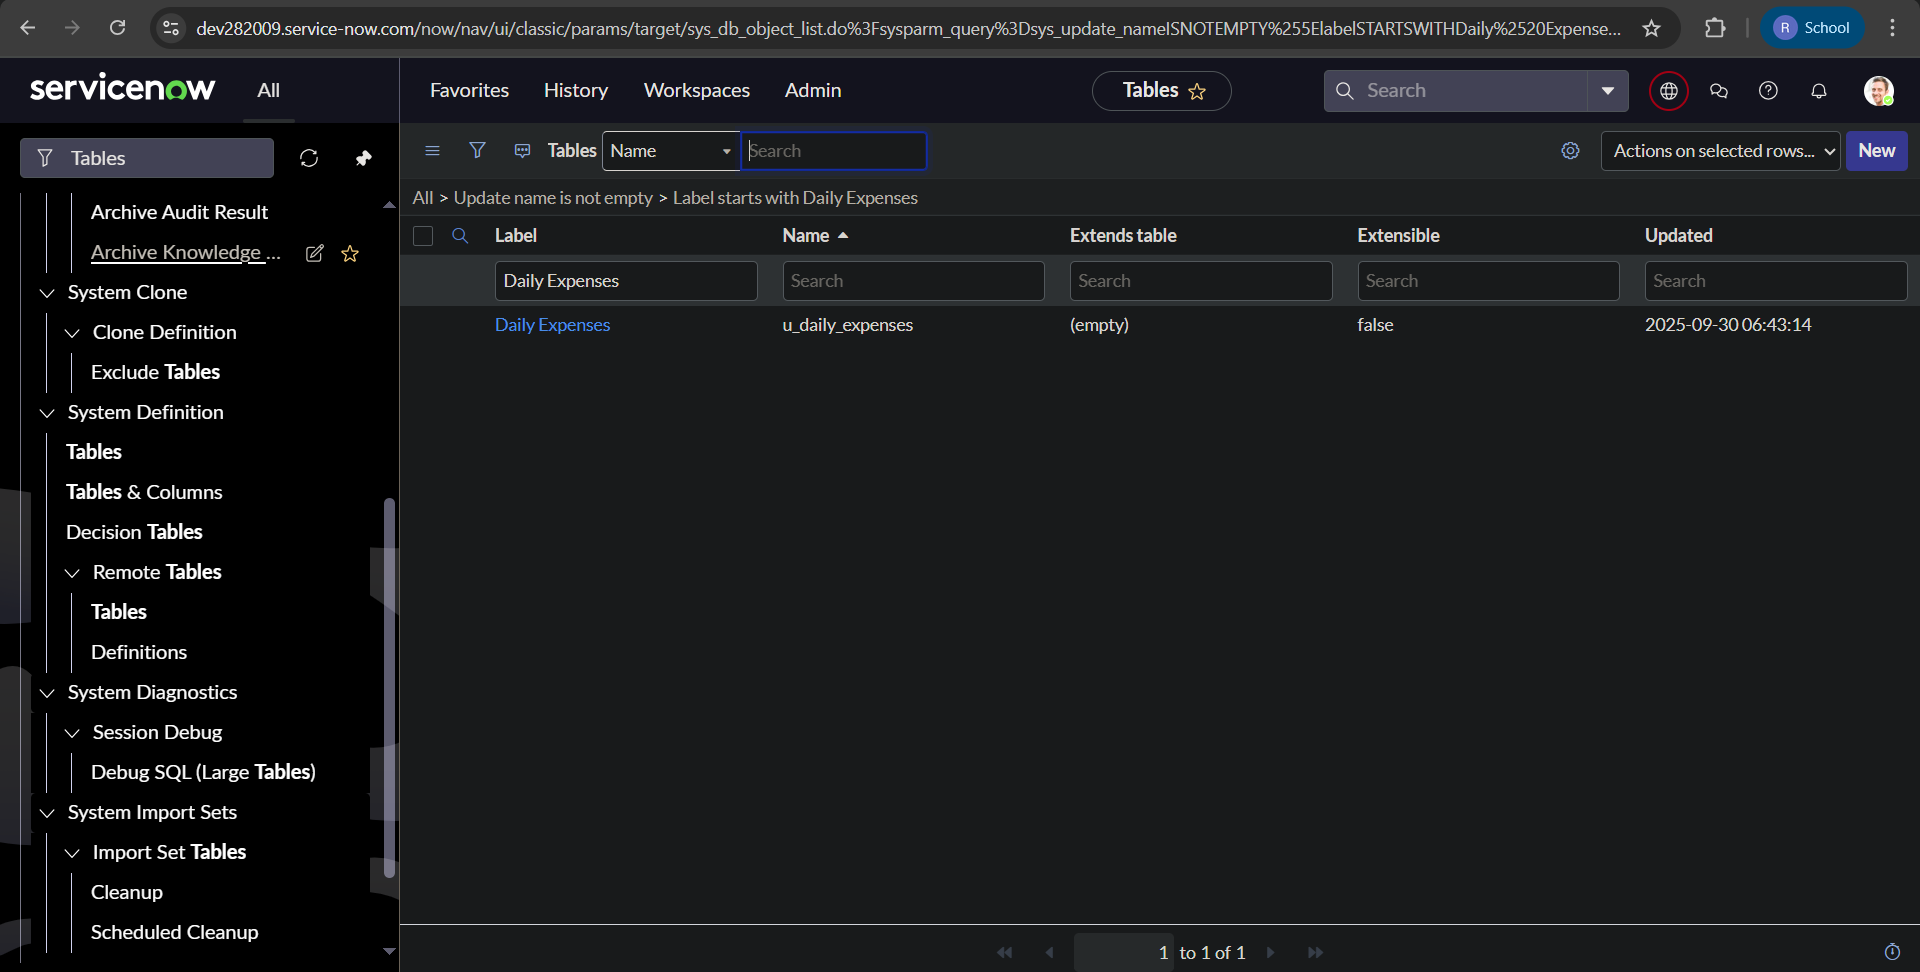 dev282009.service-now.com/now/nav/ui/classic/params/target/sys_db_object_list.do%3Fsysparm_query%3Dsys_update_nameISNOTEMPTY%255ElabelSTARTSWITHDaily%2520Expense...
R School
servicenow
All
Favorites
History
Workspaces
Admin
Tables
Search
Tables
Tables
Name
Search
Actions on selected rows...
New
All > Update name is not empty > Label starts with Daily Expenses
Label Name Extends table Extensible Updated
Daily Expenses Search Search Search Search
Daily Expenses u_daily_expenses (empty) false 2025-09-30 06:43:14
Archive Audit Result
Archive Knowledge ...
System Clone
Clone Definition
Exclude Tables
System Definition
Tables
Tables & Columns
Decision Tables
Remote Tables
Tables
Definitions
System Diagnostics
Session Debug
Debug SQL (Large Tables)
System Import Sets
Import Set Tables
Cleanup
Scheduled Cleanup
1 to 1 of 1